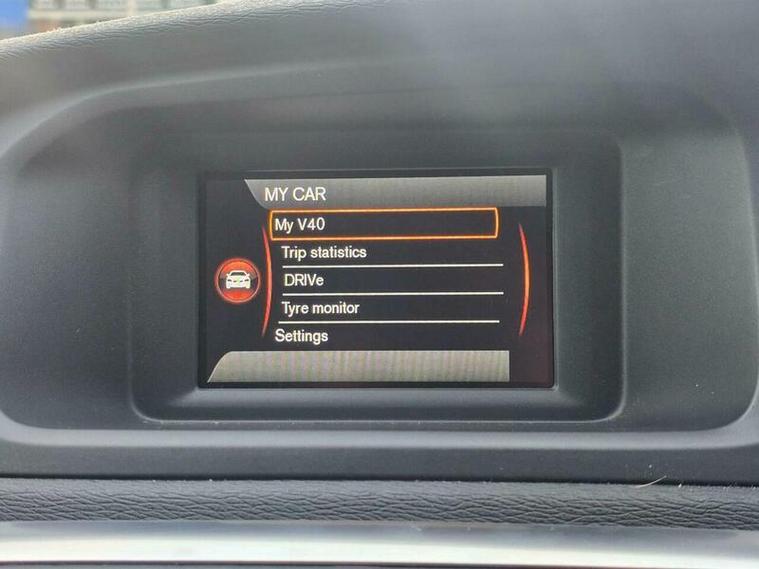 MY CAR
My V40
Trip statistics
DRIVe
Tyre monitor
Settings